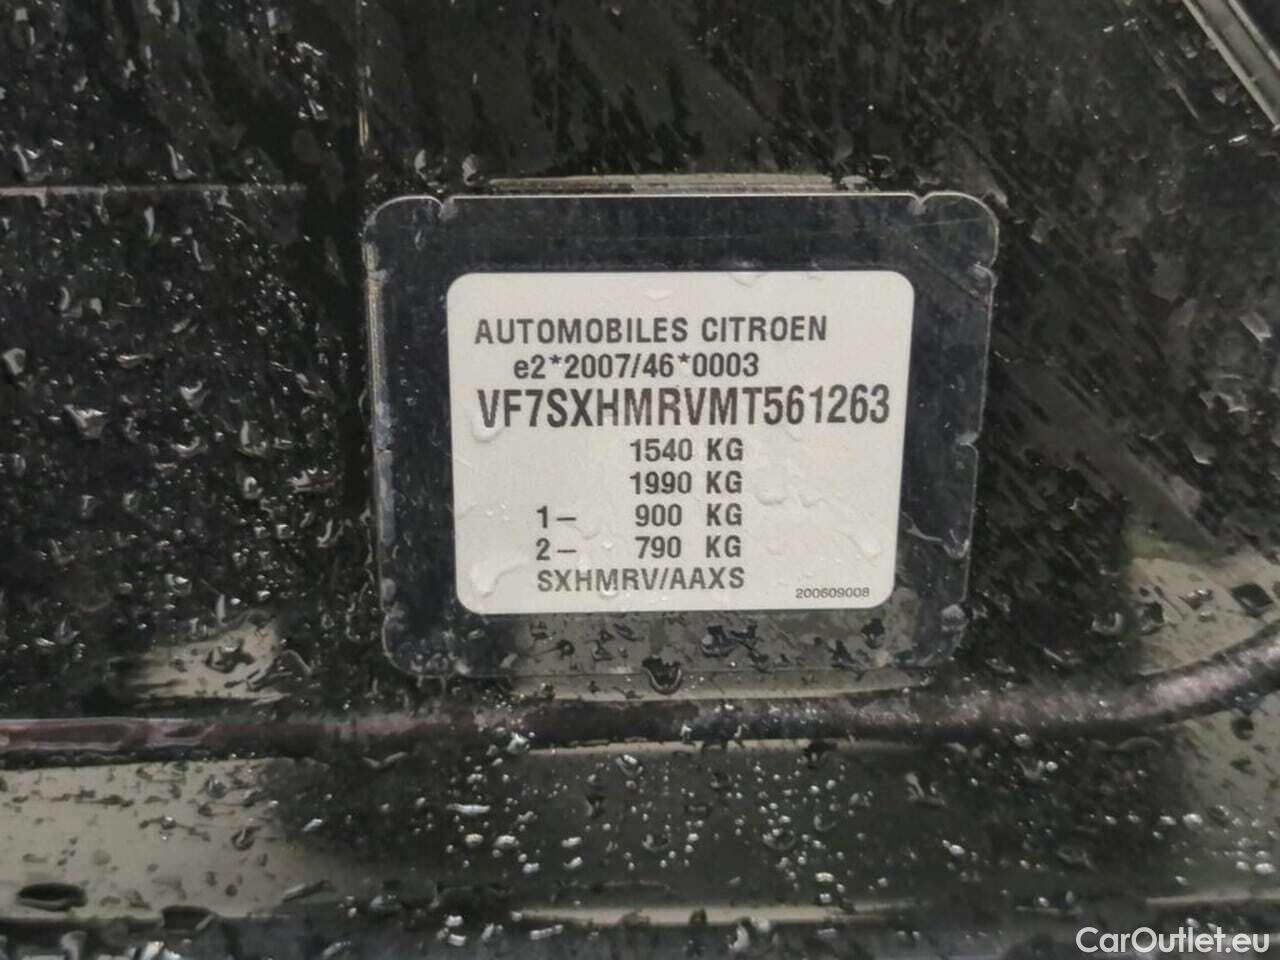 AUTOMOBILES CITROEN
e2*2007/46*0003
VF7SXHMRVMT561263
1540 KG
1990 KG
1– 900 KG
2– 790 KG
SXHMRV/AAXS
200609008
CarOutlet.eu